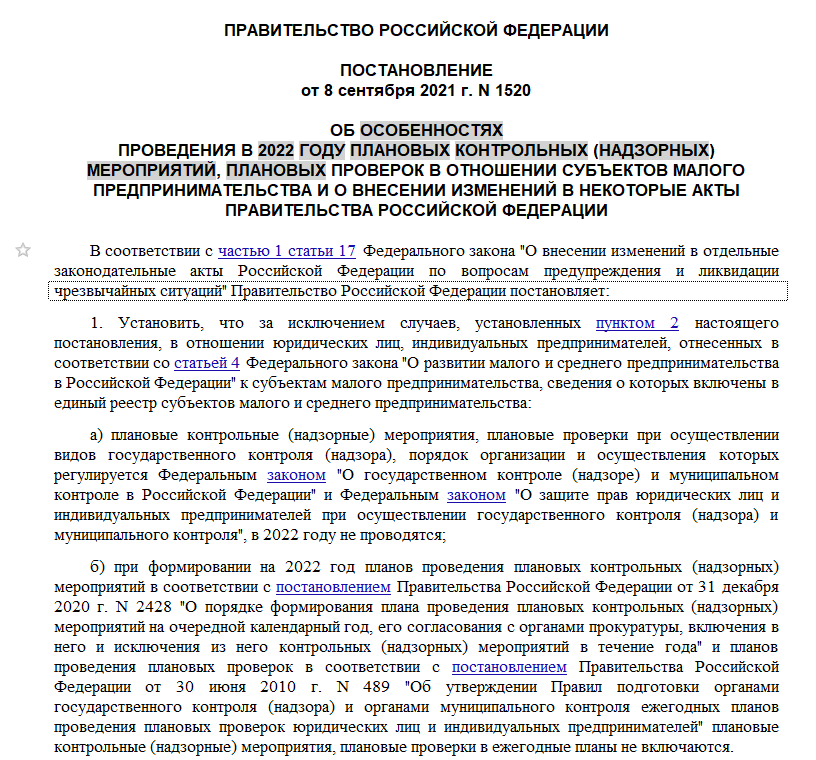 ПРАВИТЕЛЬСТВО РОССИЙСКОЙ ФЕДЕРАЦИИ
ПОСТАНОВЛЕНИЕ
от 8 сентября 2021 г. N 1520
ОБ ОСОБЕННОСТЯХ
ПРОВЕДЕНИЯ В 2022 ГОДУ ПЛАНОВЫХ КОНТРОЛЬНЫХ (НАДЗОРНЫХ)
МЕРОПРИЯТИЙ, ПЛАНОВЫХ ПРОВЕРОК В ОТНОШЕНИИ СУБЪЕКТОВ МАЛОГО
ПРЕДПРИНИМАТЕЛЬСТВА И О ВНЕСЕНИИ ИЗМЕНЕНИЙ В НЕКОТОРЫЕ АКТЫ
ПРАВИТЕЛЬСТВА РОССИЙСКОЙ ФЕДЕРАЦИИ
В соответствии с частью 1 статьи 17 Федерального закона "О внесении изменений в отдельные
законодательные акты Российской Федерации по вопросам предупреждения и ликвидации
чрезвычайных ситуаций" Правительство Российской Федерации постановляет:
1. Установить, что за исключением случаев, установленных пунктом 2 настоящего
постановления, в отношении юридических лиц, индивидуальных предпринимателей, отнесенных в
соответствии со статьей 4 Федерального закона "О развитии малого и среднего предпринимательства
в Российской Федерации" к субъектам малого предпринимательства, сведения о которых включены в
единый реестр субъектов малого и среднего предпринимательства:
а) плановые контрольные (надзорные) мероприятия, плановые проверки при осуществлении
видов государственного контроля (надзора), порядок организации и осуществления которых
регулируется Федеральным законом "О государственном контроле (надзоре) и муниципальном
контроле в Российской Федерации" и Федеральным законом "О защите прав юридических лиц и
индивидуальных предпринимателей при осуществлении государственного контроля (надзора) и
муниципального контроля", в 2022 году не проводятся;
б) при формировании на 2022 год планов проведения плановых контрольных (надзорных)
мероприятий в соответствии с постановлением Правительства Российской Федерации от 31 декабря
2020 г. N 2428 "О порядке формирования плана проведения плановых контрольных (надзорных)
мероприятий на очередной календарный год, его согласования с органами прокуратуры, включения в
него и исключения из него контрольных (надзорных) мероприятий в течение года" и планов
проведения плановых проверок в соответствии с постановлением Правительства Российской
Федерации от 30 июня 2010 г. N 489 "Об утверждении Правил подготовки органами
государственного контроля (надзора) и органами муниципального контроля ежегодных планов
проведения плановых проверок юридических лиц и индивидуальных предпринимателей" плановые
контрольные (надзорные) мероприятия, плановые проверки в ежегодные планы не включаются.